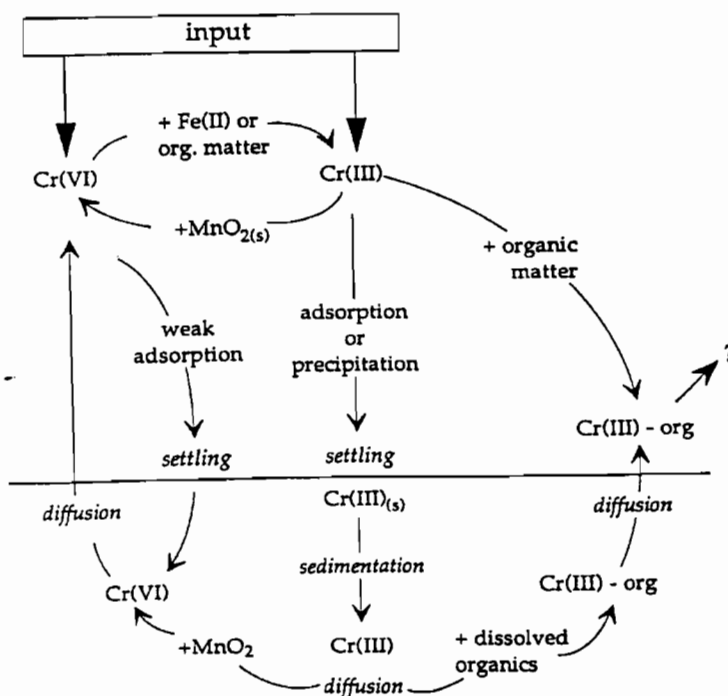 input
+ Fe(II) or
org. matter
Cr(VI)
Cr(III)
+MnO2(s)
+ organic
matter
weak
adsorption
adsorption
or
precipitation
?
Cr(III) - org
settling
settling
diffusion
Cr(III)(s)
diffusion
sedimentation
Cr(VI)
Cr(III) - org
+MnO2
Cr(III)
+ dissolved
organics
diffusion